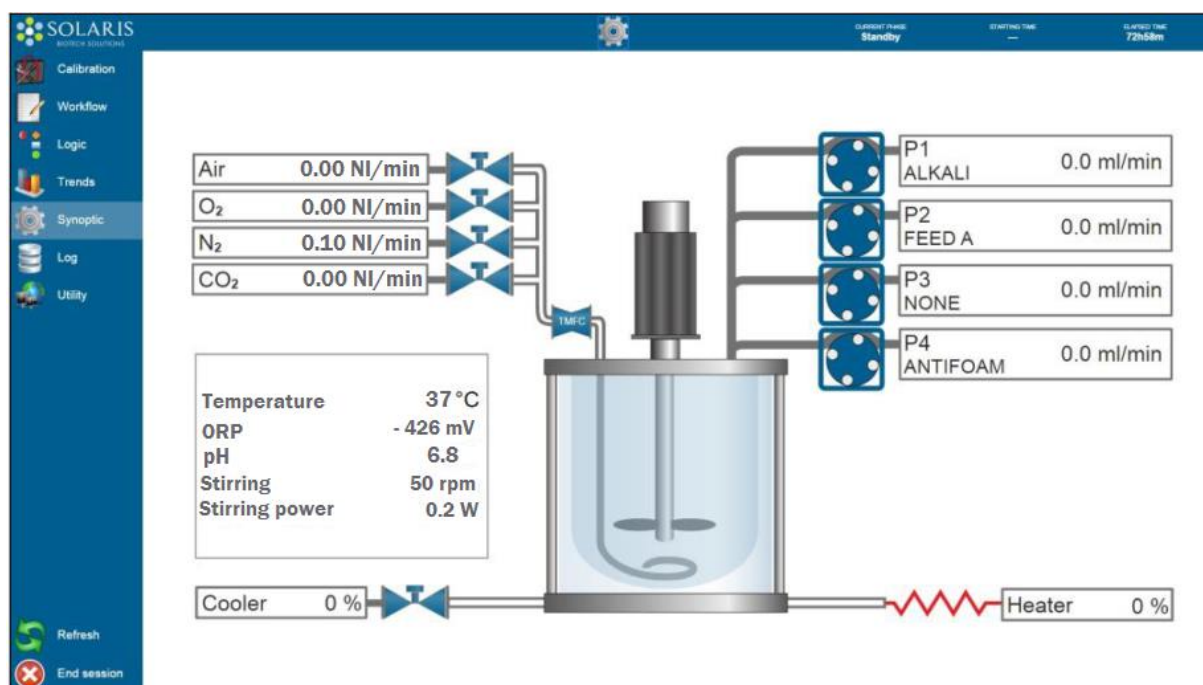 SOLARIS
BIOTECH SOLUTIONS
CURRENT PHASE
Standby
STARTING TIME
—
ELAPSED TIME
72h58m
Calibration
Workflow
Logic
Trends
Synoptic
Log
Utility
Refresh
End session
Air 0.00 Nl/min
O₂ 0.00 Nl/min
N₂ 0.10 Nl/min
CO₂ 0.00 Nl/min
TMFC
P1
ALKALI 0.0 ml/min
P2
FEED A 0.0 ml/min
P3
NONE 0.0 ml/min
P4
ANTIFOAM 0.0 ml/min
Temperature 37 °C
ORP - 426 mV
pH 6.8
Stirring 50 rpm
Stirring power 0.2 W
Cooler 0 %
Heater 0 %